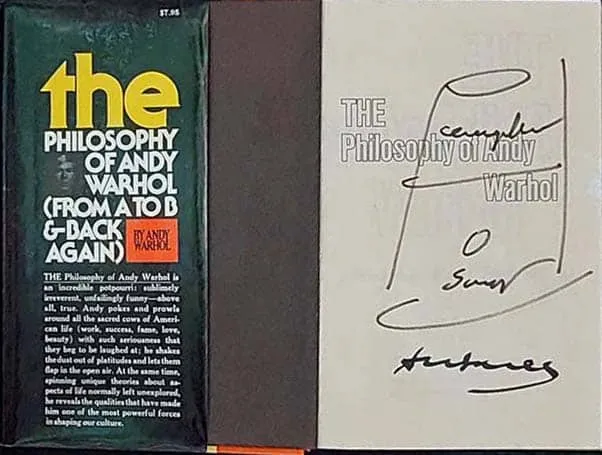 $7.95
the
PHILOSOPHY
OF ANDY
WARHOL
(FROM A TO B
&-BACK
AGAIN)
BY ANDY
WARHOL
THE Philosophy of Andy Warhol is
an incredible potpourri: sublimely
irreverent, unfailingly funny—above
all, true. Andy pokes and prowls
around all the sacred cows of Ameri-
can life (work, success, fame, love,
beauty) with such seriousness that
they beg to be laughed at; he shakes
the dust out of platitudes and lets them
flap in the open air. At the same time,
spinning unique theories about as-
pects of life normally left unexplored,
he reveals the qualities that have made
him one of the most powerful forces
in shaping our culture.
THE
Philosophy of Andy
Warhol